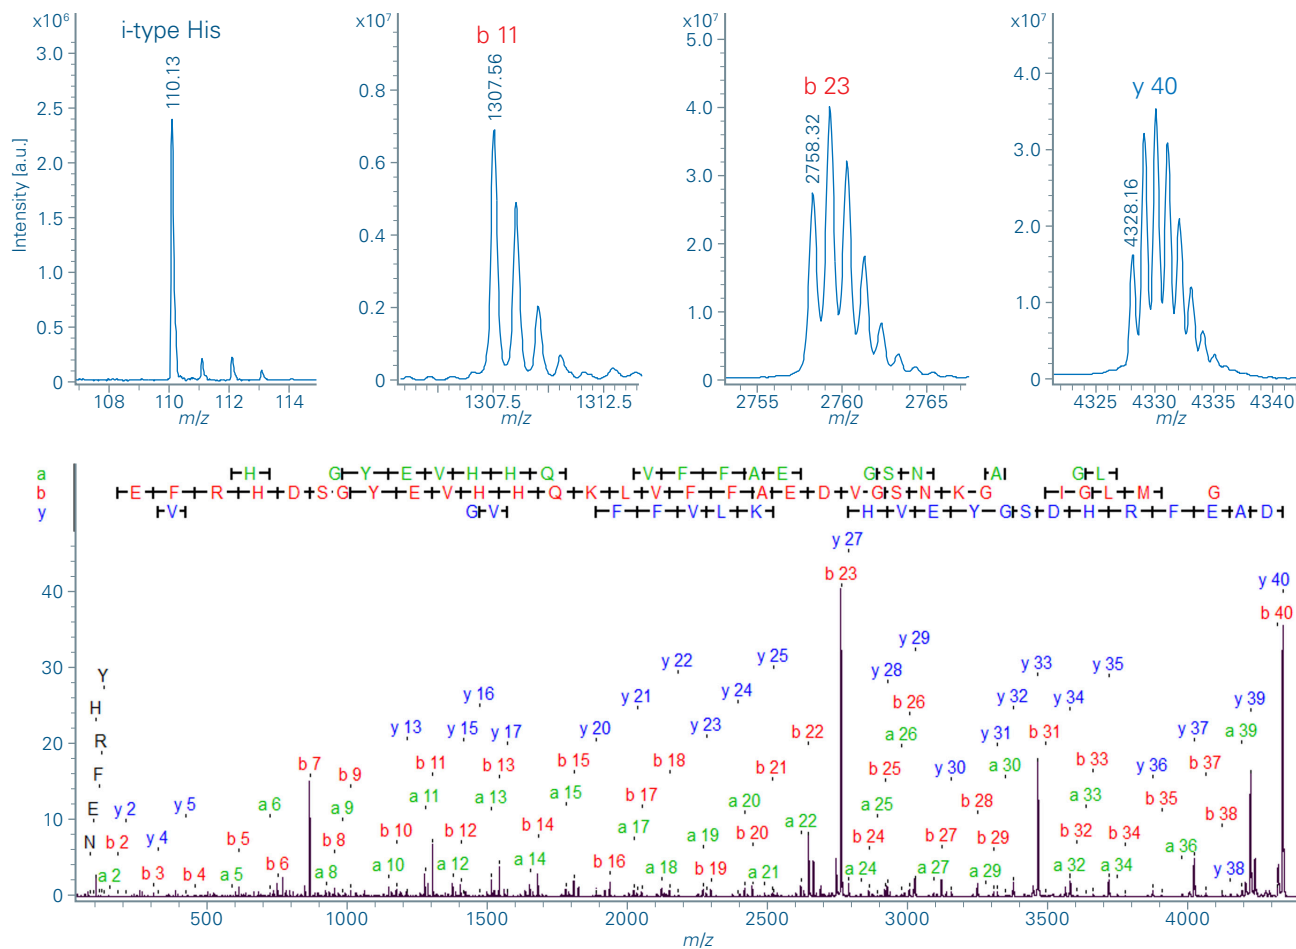 x10⁶
i-type His
x10⁷
b 11
x10⁷
x10⁷
3.0
2.5
2.0
1.5
1.0
0.5
0
110.13
Intensity [a.u.]
108
110
112
114
m/z
0.8
0.6
0.4
0.2
0
1307.56
1307.5
1312.5
m/z
5.0
4.0
3.0
2.0
1.0
0
b 23
2758.32
2755
2760
2765
m/z
4.0
3.0
2.0
1.0
0
y 40
4328.16
4325
4330
4335
4340
m/z
a H G Y E V H H Q V F F A E G S N A G L
b E F R H D S G Y E V H H Q K L V F F A E D V G S N K G I G L M G
y V G V F F V L K H V E Y G S D H R F E A D
y 27
b 23
y 40
b 40
40
30
20
10
0
Y
H
R
F
E
N
y 29
y 22
y 25
y 28
y 33
y 35
y 16
y 21
y 24
b 26
y 32
y 34
y 39
y 13
y 15
y 17
y 20
y 23
b 22
a 26
y 31
b 31
y 37
a 39
b 7
b 9
b 11
b 13
b 15
b 18
b 21
b 25
y 30
a 30
b 33
y 36
b 37
y 2
y 5
a 6
a 9
a 11
a 13
a 15
b 17
a 20
a 25
b 28
a 33
b 35
b 2
y 4
b 5
b 8
b 10
b 12
b 14
a 17
a 19
b 20
a 22
b 24
b 27
b 29
b 32
b 34
b 38
a 2
b 3
b 4
a 5
b 6
a 8
a 10
a 12
a 14
b 16
a 18
b 19
a 21
a 24
a 27
a 29
a 32
a 34
a 36
y 38
500
1000
1500
2000
2500
3000
3500
4000
m/z